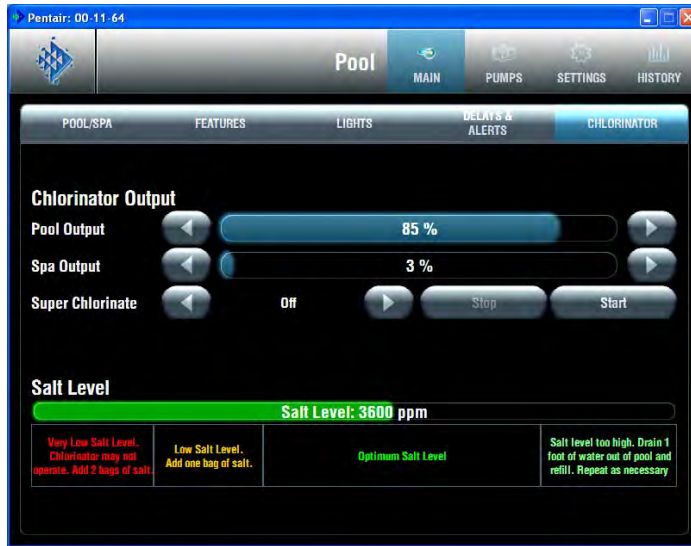 Pentair: 00-11-64
Pool
MAIN
PUMPS
SETTINGS
HISTORY
POOL/SPA
FEATURES
LIGHTS
DELAYS &
ALERTS
CHLORINATOR
Chlorinator Output
Pool Output
85 %
Spa Output
3 %
Super Chlorinate
Off
Stop
Start
Salt Level
Salt Level: 3600 ppm
Very Low Salt Level.
Chlorinator may not
operate. Add 2 bags of salt.
Low Salt Level.
Add one bag of salt.
Optimum Salt Level
Salt level too high. Drain 1
foot of water out of pool and
refill. Repeat as necessary